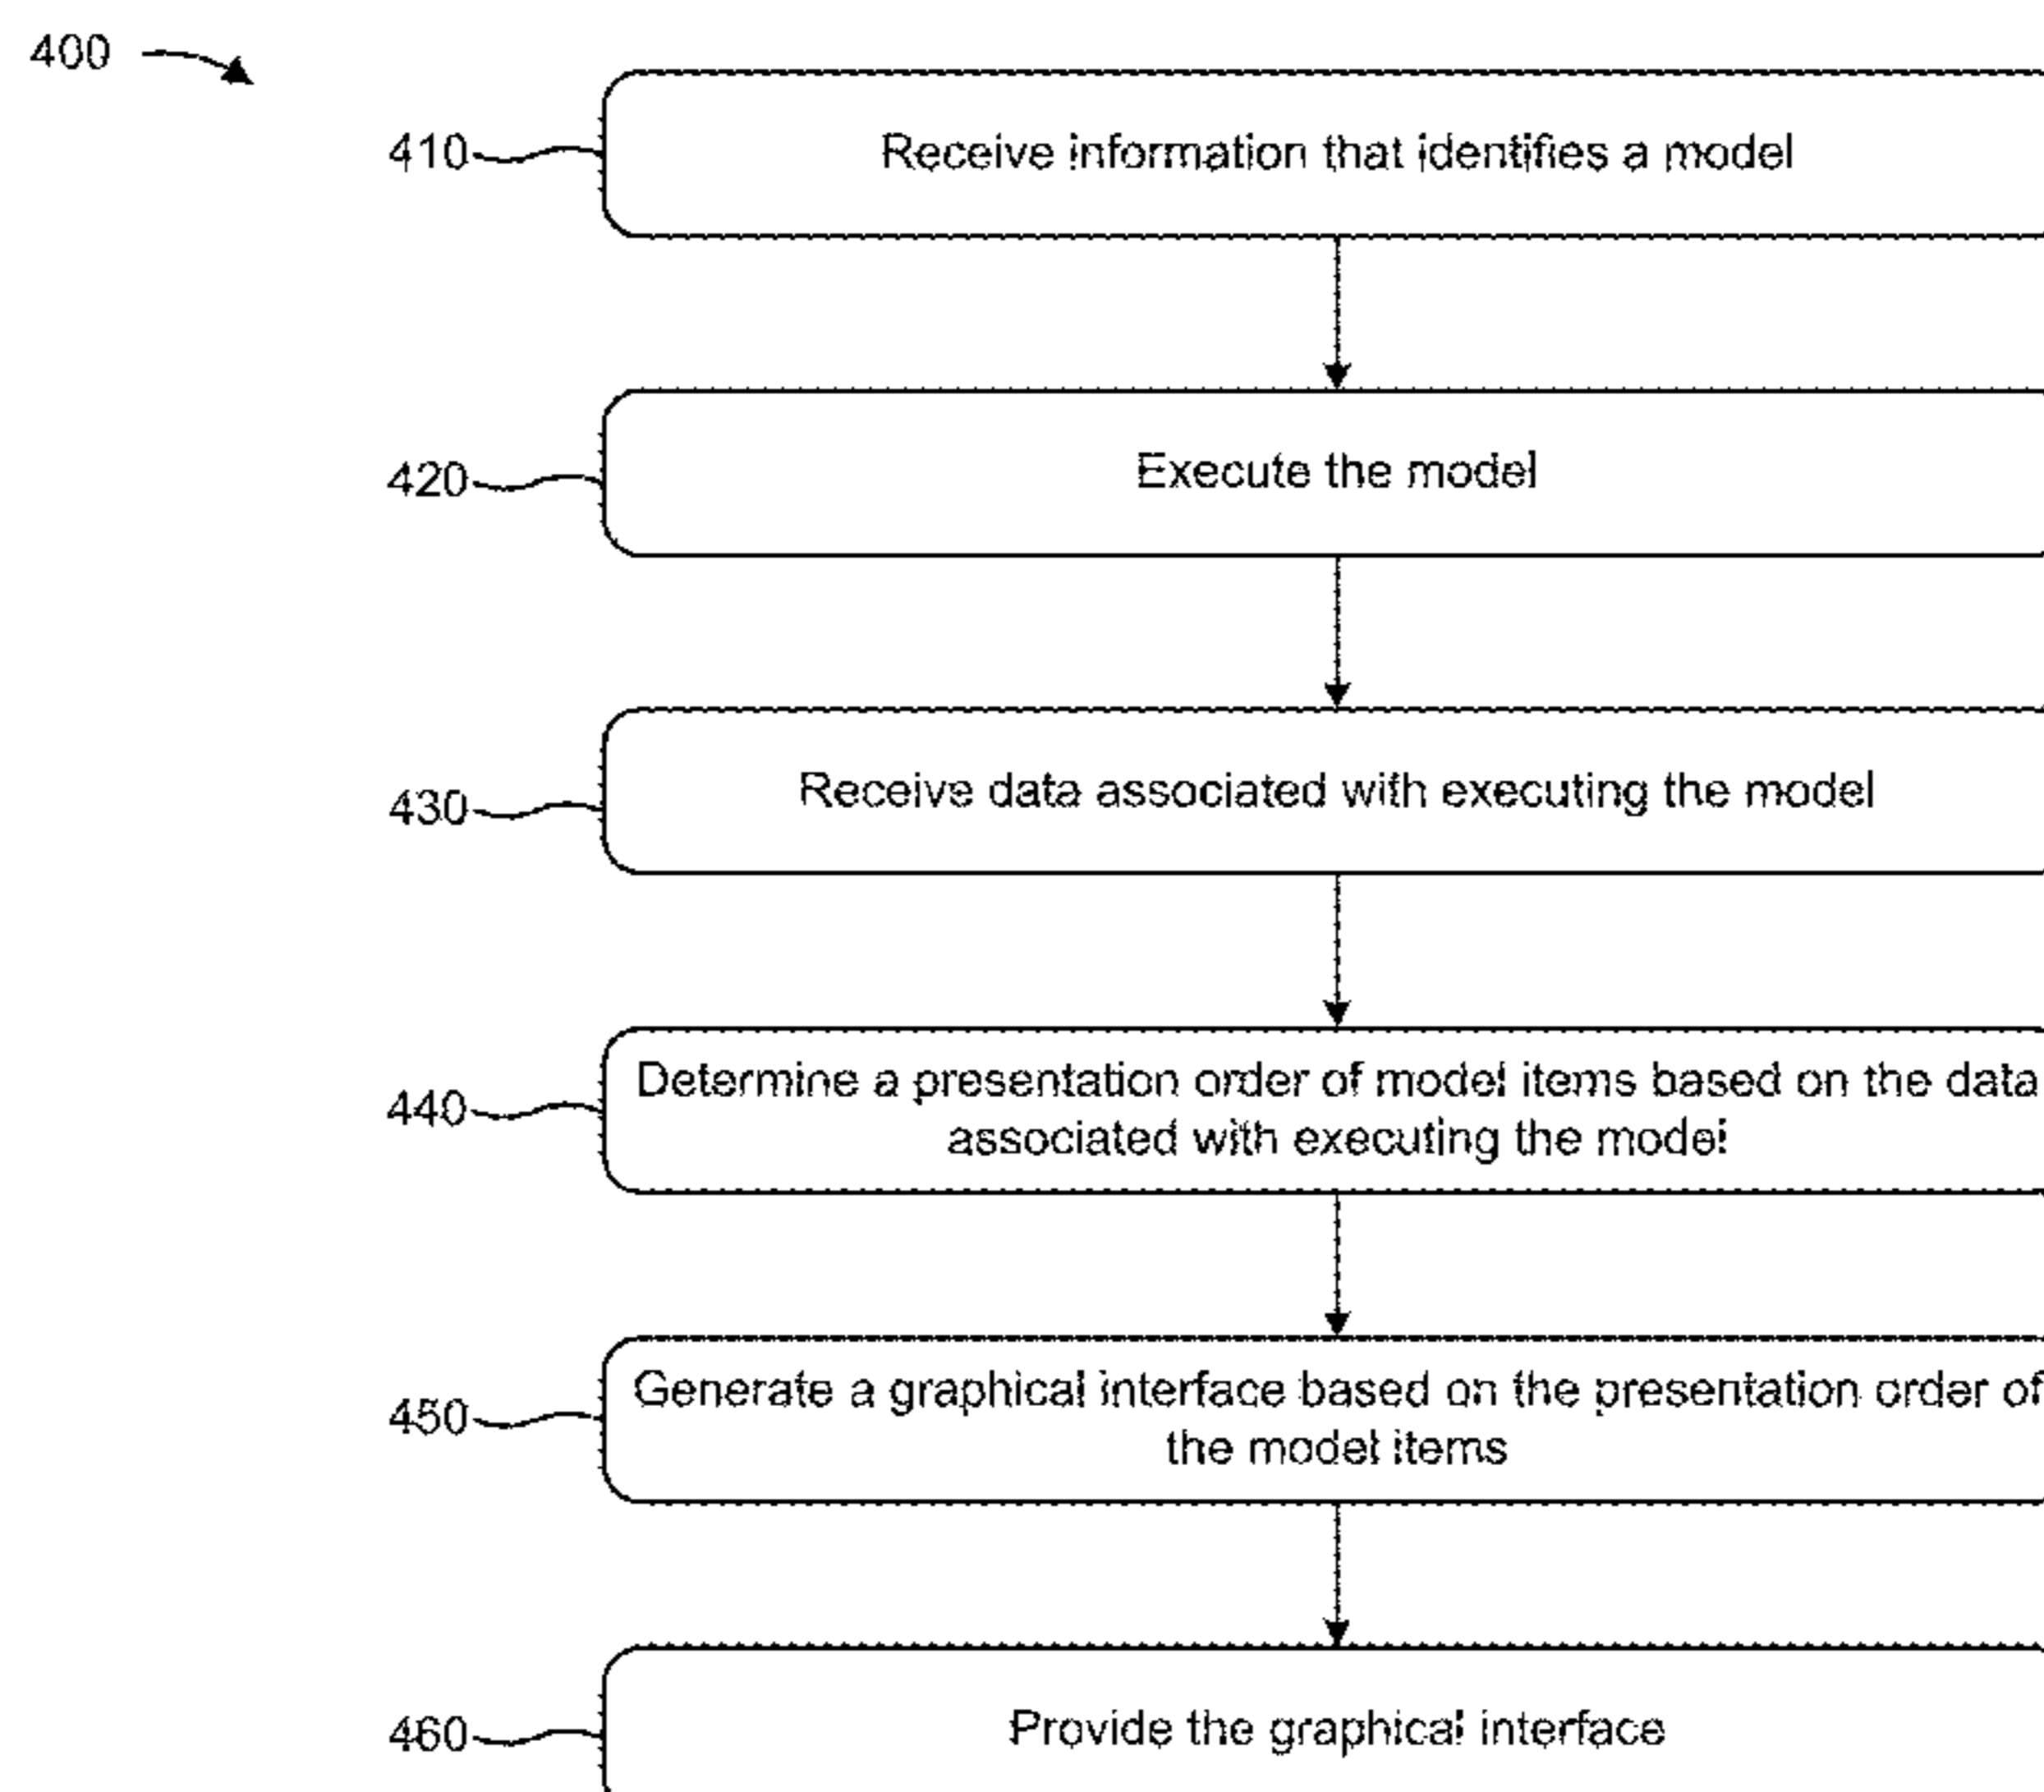 400
410
Receive information that identifies a model
420
Execute the model
430
Receive data associated with executing the model
440
Determine a presentation order of model items based on the data
associated with executing the model
450
Generate a graphical interface based on the presentation order of
the model items
460
Provide the graphical interface